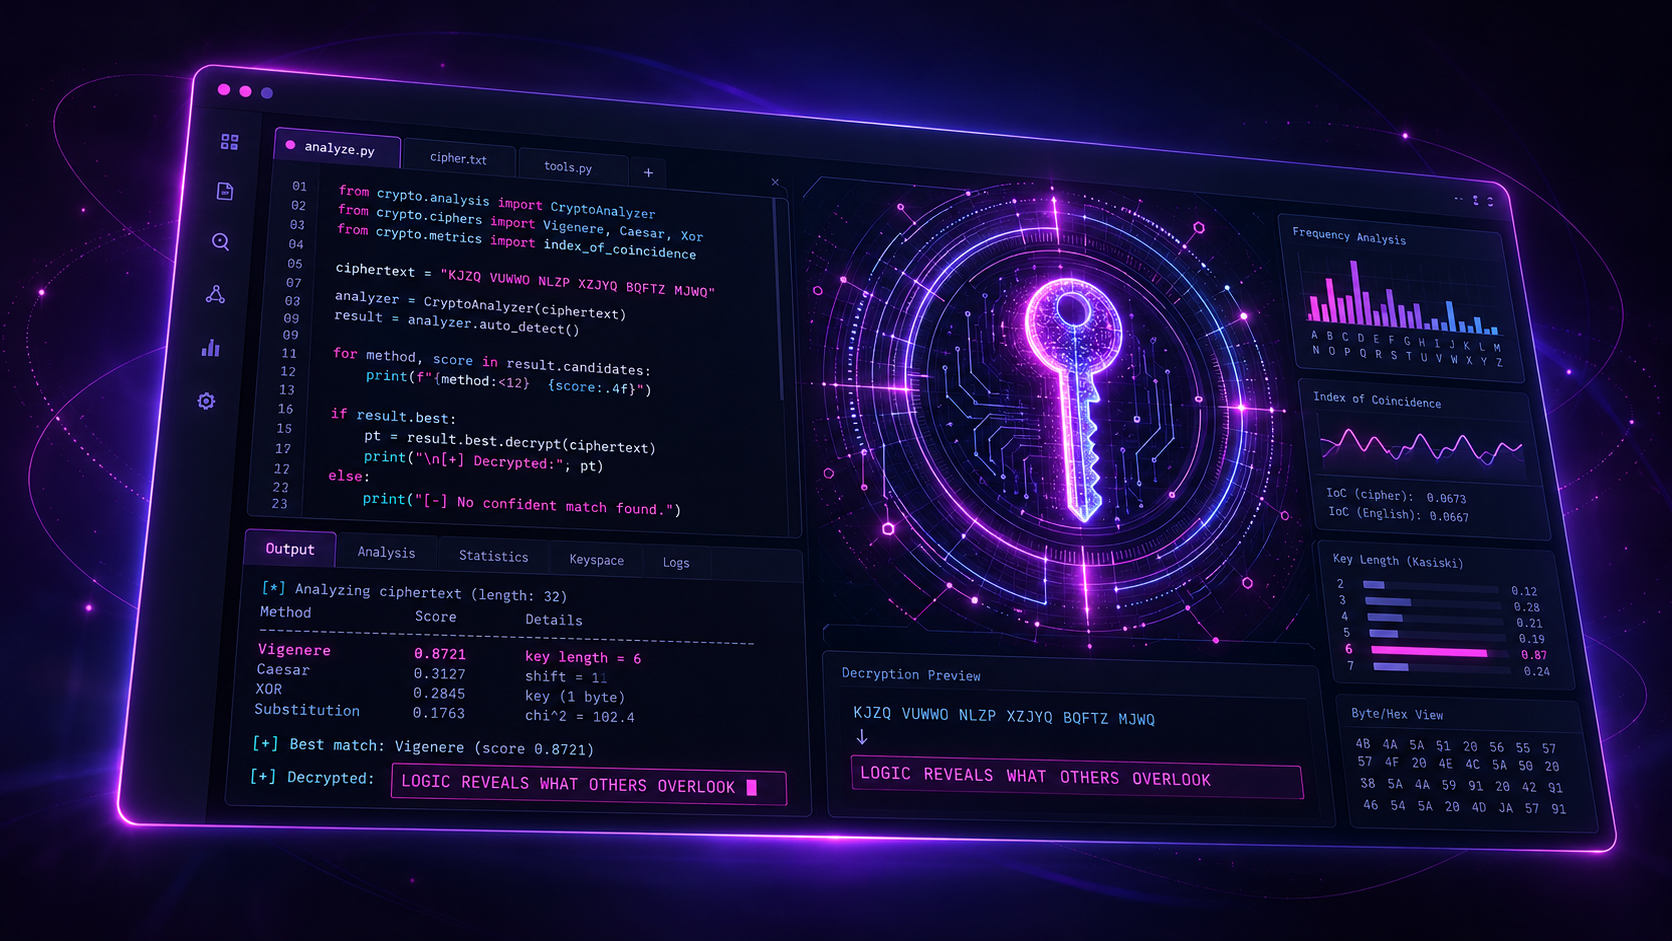 analyze.py
cipher.txt
tools.py
+
×
01 from crypto.analysis import CryptoAnalyzer
02 from crypto.ciphers import Vigenere, Caesar, Xor
03 from crypto.metrics import index_of_coincidence
04
05 ciphertext = "KJZQ VUWWO NLZP XZJYQ BQFTZ MJWQ"
07 analyzer = CryptoAnalyzer(ciphertext)
03 result = analyzer.auto_detect()
09
09
11 for method, score in result.candidates:
12 print(f"{method:<12} {score:.4f}")
13
16 if result.best:
15 pt = result.best.decrypt(ciphertext)
17 print("\n[+] Decrypted:", pt)
12 else:
23 print("[-] No confident match found.")
23
Output Analysis Statistics Keyspace Logs
[*] Analyzing ciphertext (length: 32)
Method Score Details
Vigenere 0.8721 key length = 6
Caesar 0.3127 shift = 11
XOR 0.2845 key (1 byte)
Substitution 0.1763 chi^2 = 102.4
[+] Best match: Vigenere (score 0.8721)
[+] Decrypted: LOGIC REVEALS WHAT OTHERS OVERLOOK
Decryption Preview
KJZQ VUWWO NLZP XZJYQ BQFTZ MJWQ
↓
LOGIC REVEALS WHAT OTHERS OVERLOOK
Frequency Analysis
A B C D E F G H I J K L M
N O P Q R S T U V W X Y Z
Index of Coincidence
IoC (cipher): 0.0673
IoC (English): 0.0667
Key Length (Kasiski)
2 0.12
3 0.28
4 0.21
5 0.19
6 0.87
7 0.24
Byte/Hex View
4B 4A 5A 51 20 56 55 57
57 4F 20 4E 4C 5A 50 20
38 5A 4A 59 91 20 42 91
46 54 5A 20 4D JA 57 91